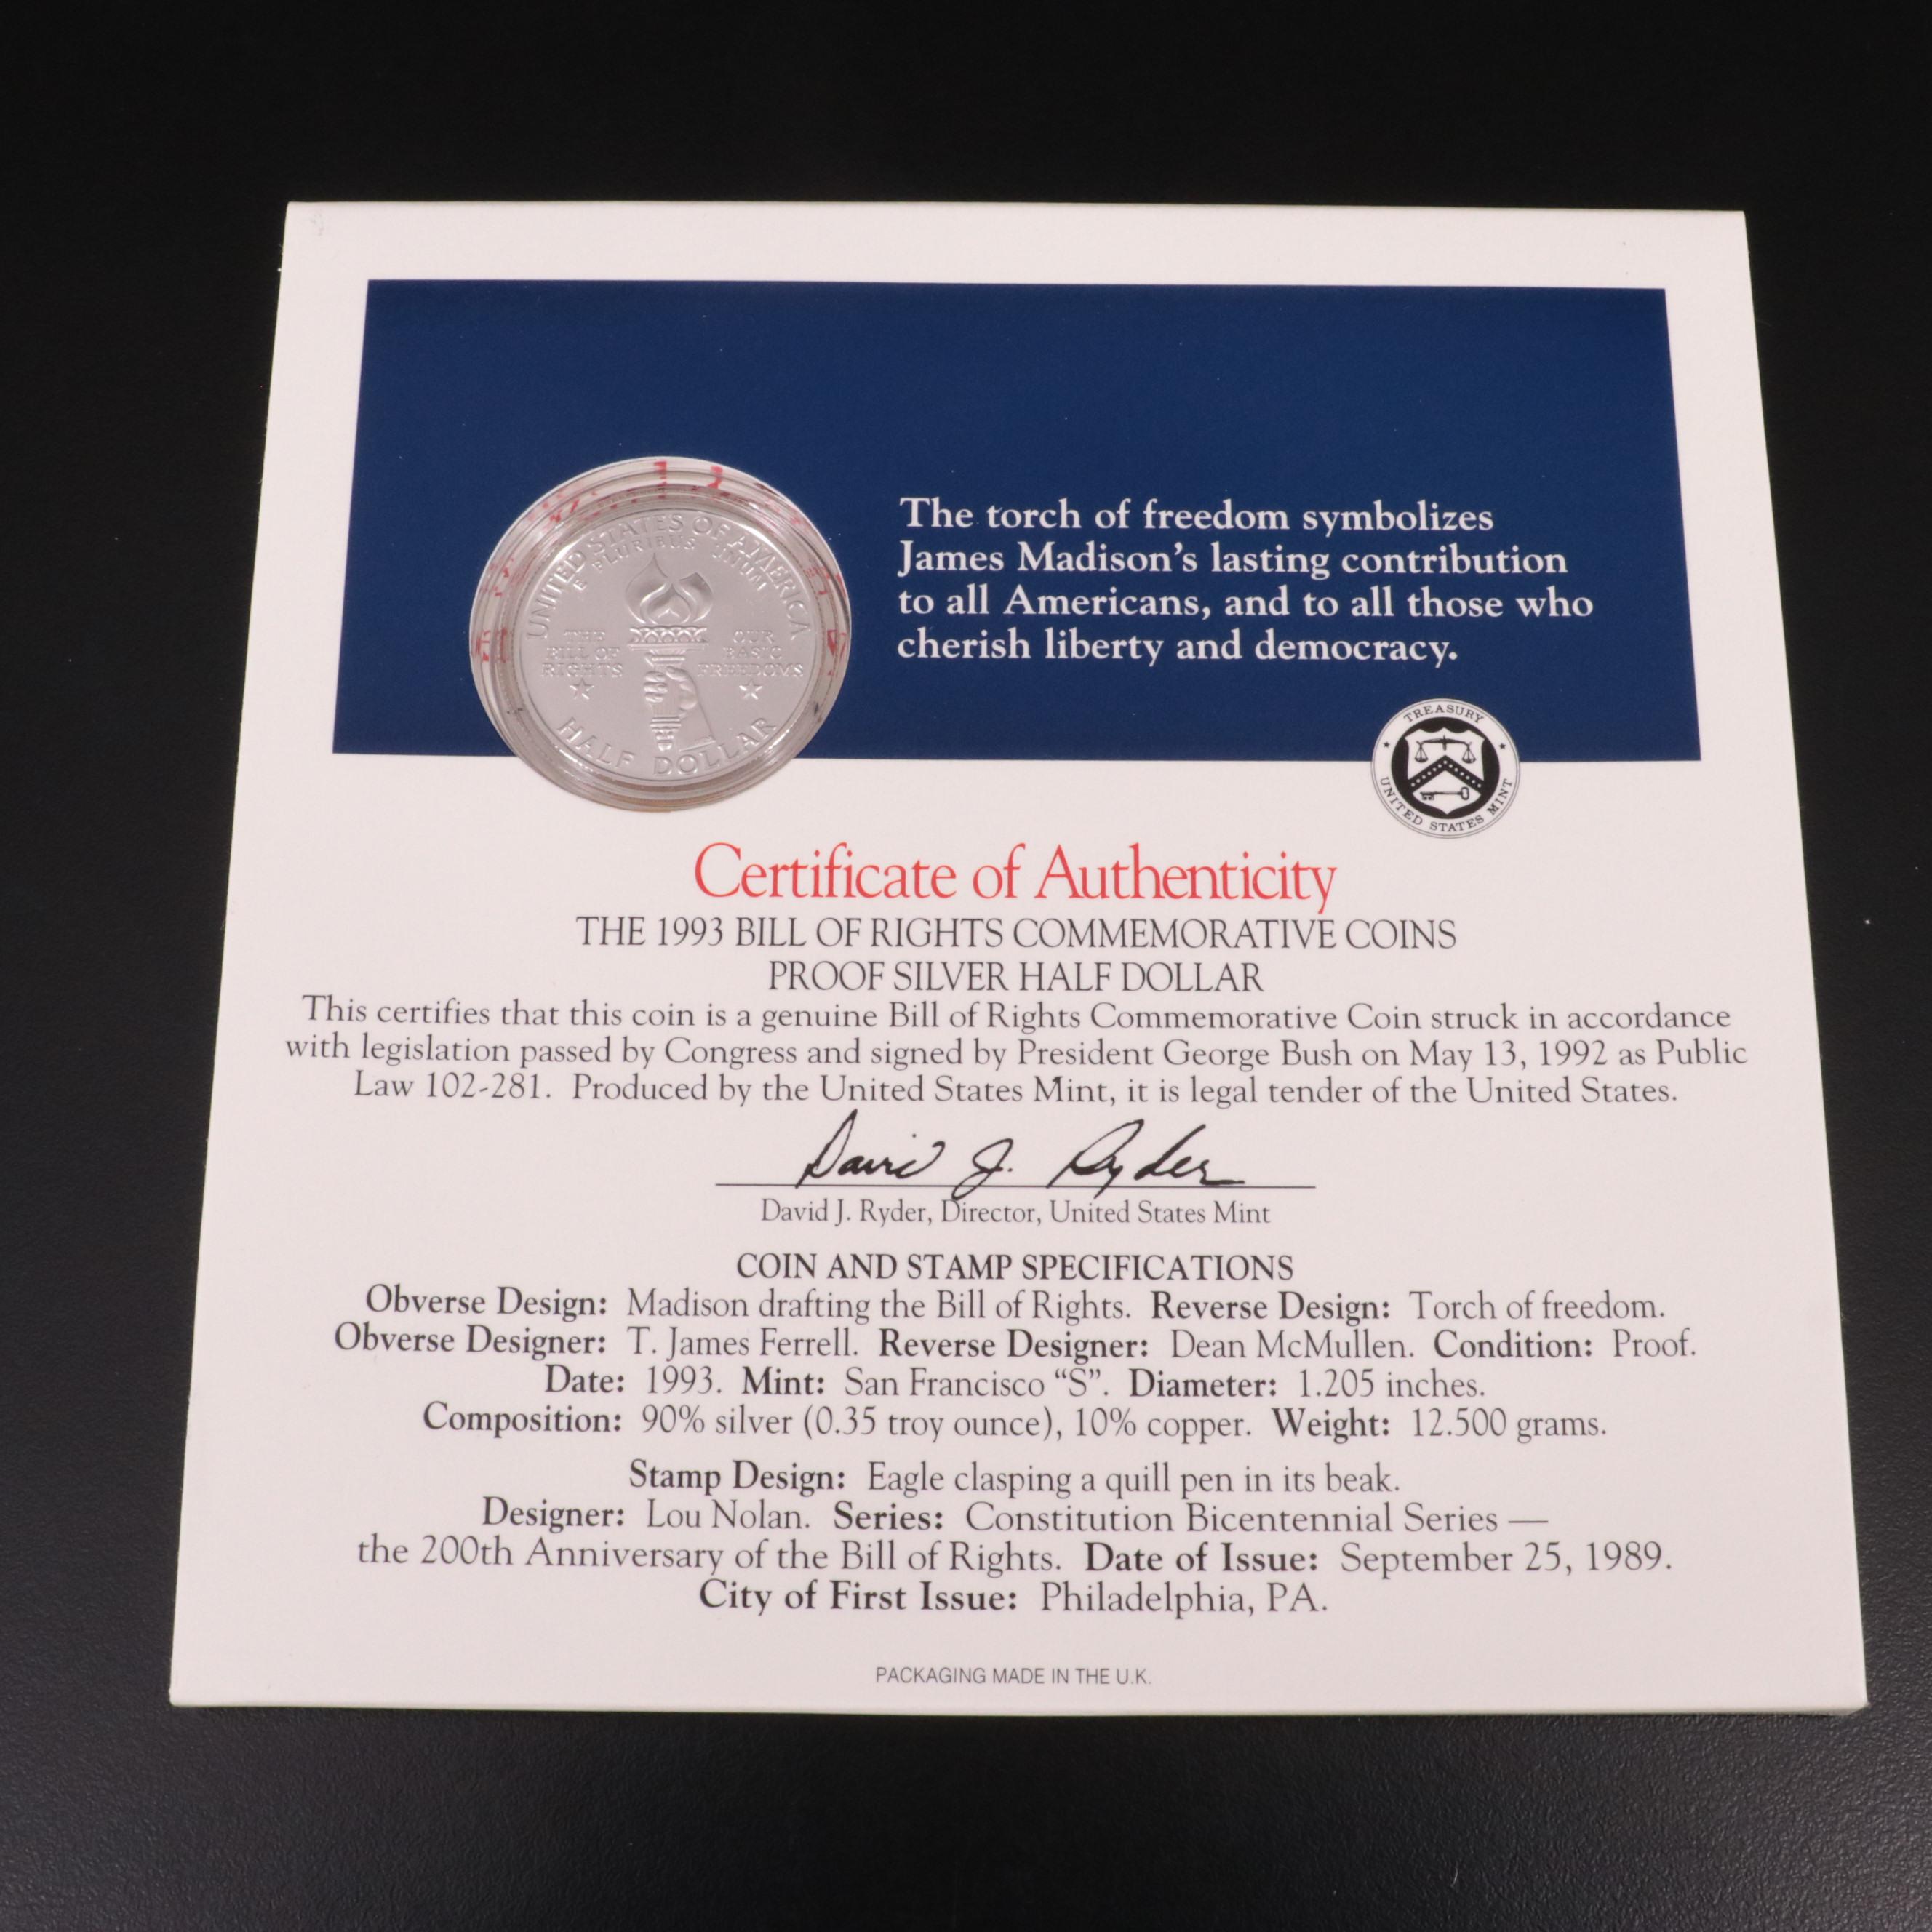 UNITED STATES OF AMERICA
E PLURIBUS UNUM
THE
BILL OF
RIGHTS
OUR
BASIC
FREEDOMS
HALF DOLLAR
The torch of freedom symbolizes
James Madison's lasting contribution
to all Americans, and to all those who
cherish liberty and democracy.
TREASURY
UNITED STATES MINT
Certificate of Authenticity
THE 1993 BILL OF RIGHTS COMMEMORATIVE COINS
PROOF SILVER HALF DOLLAR
This certifies that this coin is a genuine Bill of Rights Commemorative Coin struck in accordance
with legislation passed by Congress and signed by President George Bush on May 13, 1992 as Public
Law 102-281. Produced by the United States Mint, it is legal tender of the United States.
David J. Ryder
David J. Ryder, Director, United States Mint
COIN AND STAMP SPECIFICATIONS
Obverse Design: Madison drafting the Bill of Rights. Reverse Design: Torch of freedom.
Obverse Designer: T. James Ferrell. Reverse Designer: Dean McMullen. Condition: Proof.
Date: 1993. Mint: San Francisco “S”. Diameter: 1.205 inches.
Composition: 90% silver (0.35 troy ounce), 10% copper. Weight: 12.500 grams.
Stamp Design: Eagle clasping a quill pen in its beak.
Designer: Lou Nolan. Series: Constitution Bicentennial Series —
the 200th Anniversary of the Bill of Rights. Date of Issue: September 25, 1989.
City of First Issue: Philadelphia, PA.
PACKAGING MADE IN THE U.K.